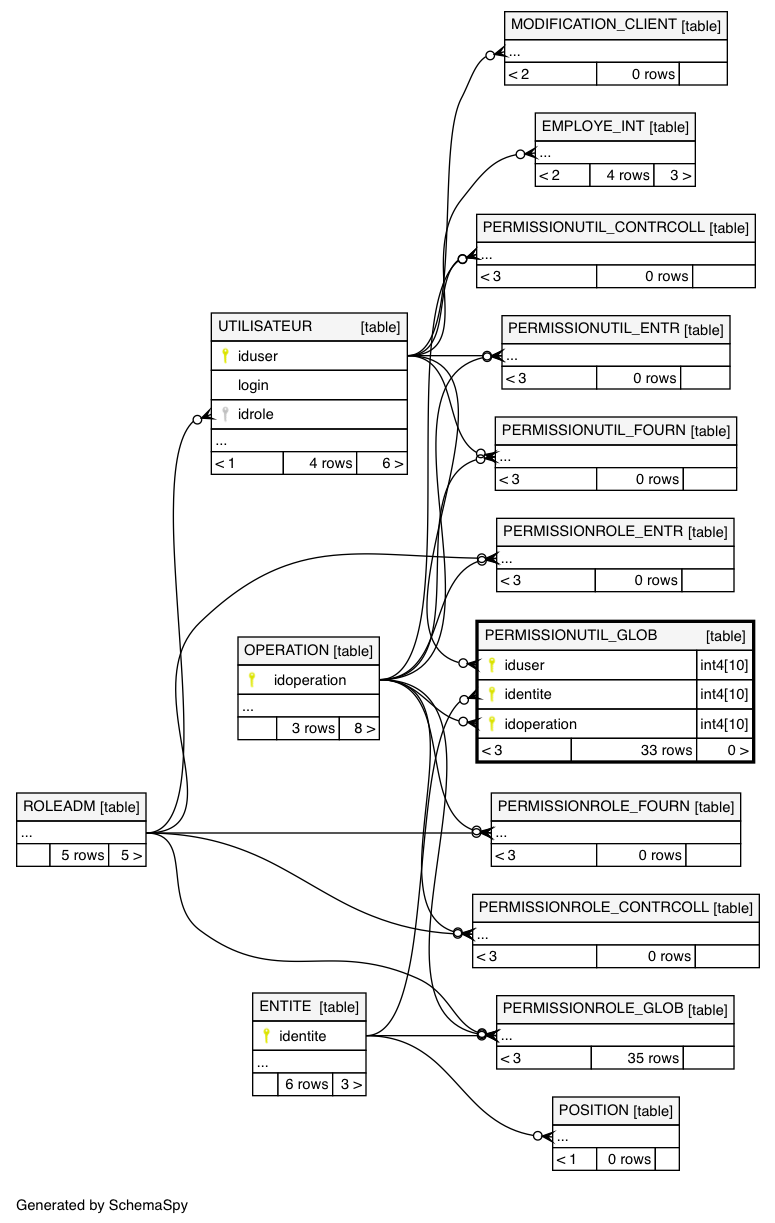 MODIFICATION_CLIENT [table]
...
< 2 0 rows
EMPLOYE_INT [table]
...
< 2 4 rows 3 >
PERMISSIONUTIL_CONTRCOLL [table]
...
< 3 0 rows
UTILISATEUR [table]
iduser
login
idrole
...
< 1 4 rows 6 >
PERMISSIONUTIL_ENTR [table]
...
< 3 0 rows
PERMISSIONUTIL_FOURN [table]
...
< 3 0 rows
PERMISSIONROLE_ENTR [table]
...
< 3 0 rows
OPERATION [table]
idoperation
...
3 rows 8 >
PERMISSIONUTIL_GLOB [table]
iduser int4[10]
identite int4[10]
idoperation int4[10]
< 3 33 rows 0 >
ROLEADM [table]
...
5 rows 5 >
PERMISSIONROLE_FOURN [table]
...
< 3 0 rows
PERMISSIONROLE_CONTRCOLL [table]
...
< 3 0 rows
ENTITE [table]
identite
...
6 rows 3 >
PERMISSIONROLE_GLOB [table]
...
< 3 35 rows
POSITION [table]
...
< 1 0 rows
Generated by SchemaSpy